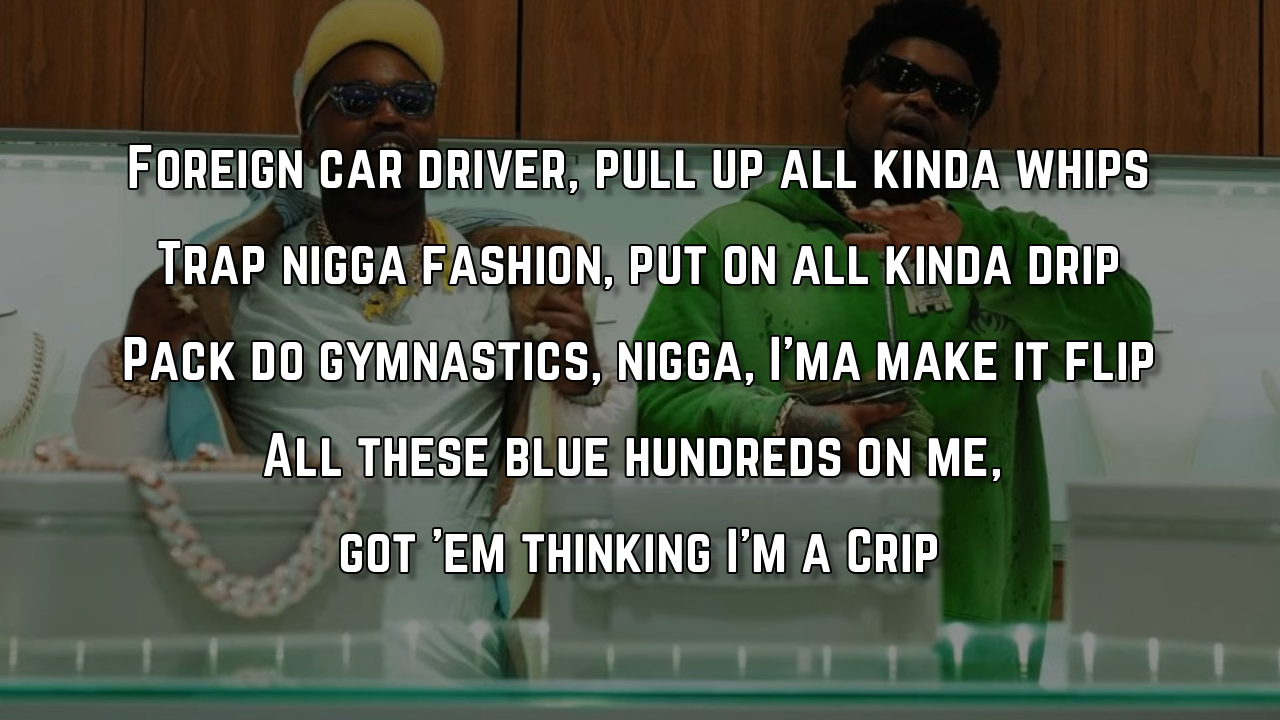 Foreign car driver, pull up all kinda whips
Trap nigga fashion, put on all kinda drip
Pack do gymnastics, nigga, I'ma make it flip
All these blue hundreds on me,
got 'em thinking I'm a Crip